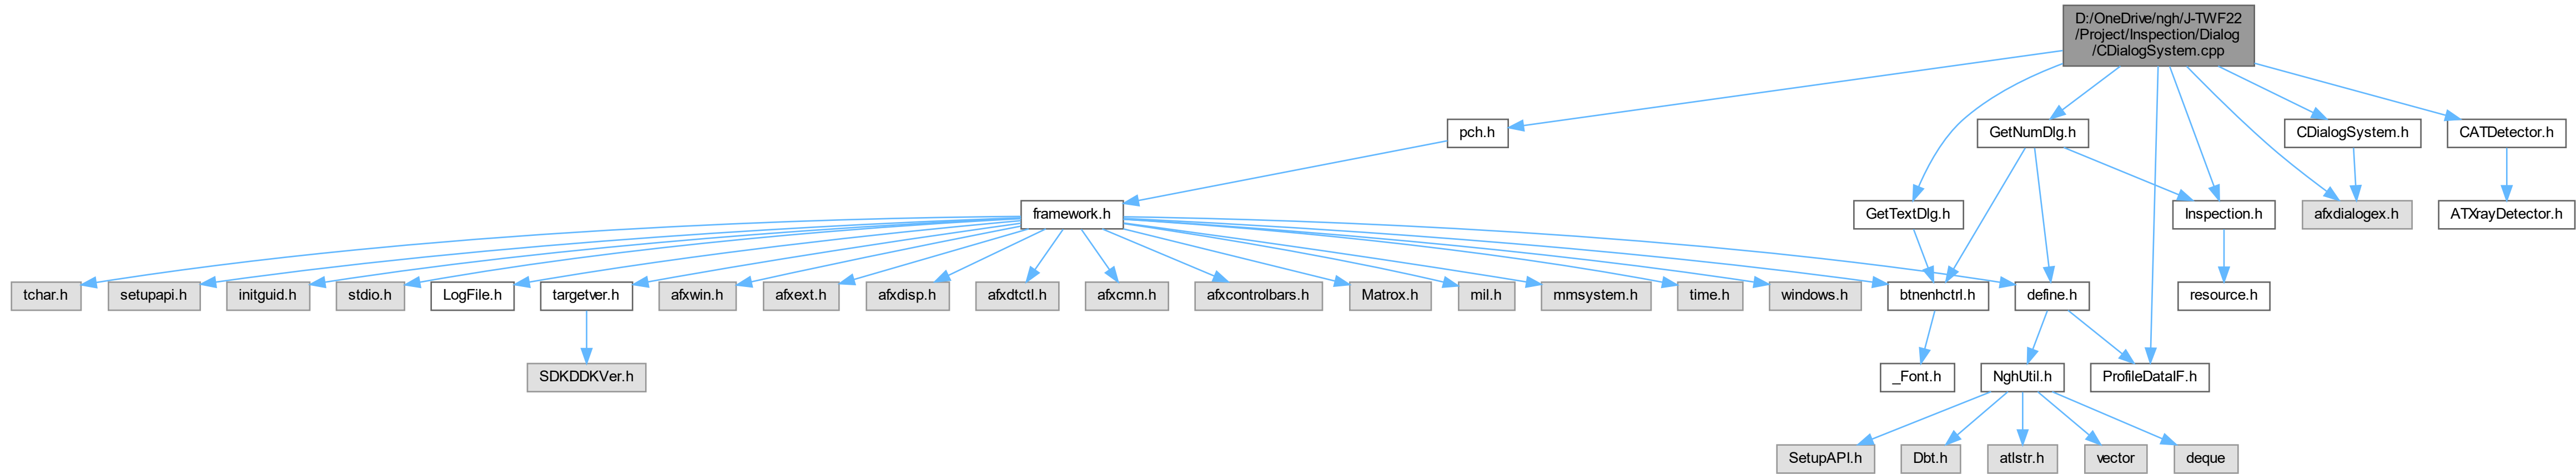 D:/OneDrive/ngh/J-TWF22
/Project/Inspection/Dialog
/CDialogSystem.cpp
pch.h
GetNumDlg.h
CDialogSystem.h
CATDetector.h
framework.h
GetTextDlg.h
Inspection.h
afxdialogex.h
ATXrayDetector.h
tchar.h
setupapi.h
initguid.h
stdio.h
LogFile.h
targetver.h
afxwin.h
afxext.h
afxdisp.h
afxdtctl.h
afxcmn.h
afxcontrolbars.h
Matrox.h
mil.h
mmsystem.h
time.h
windows.h
btnenhctrl.h
define.h
resource.h
SDKDDKVer.h
_Font.h
NghUtil.h
ProfileDataIF.h
SetupAPI.h
Dbt.h
atlstr.h
vector
deque